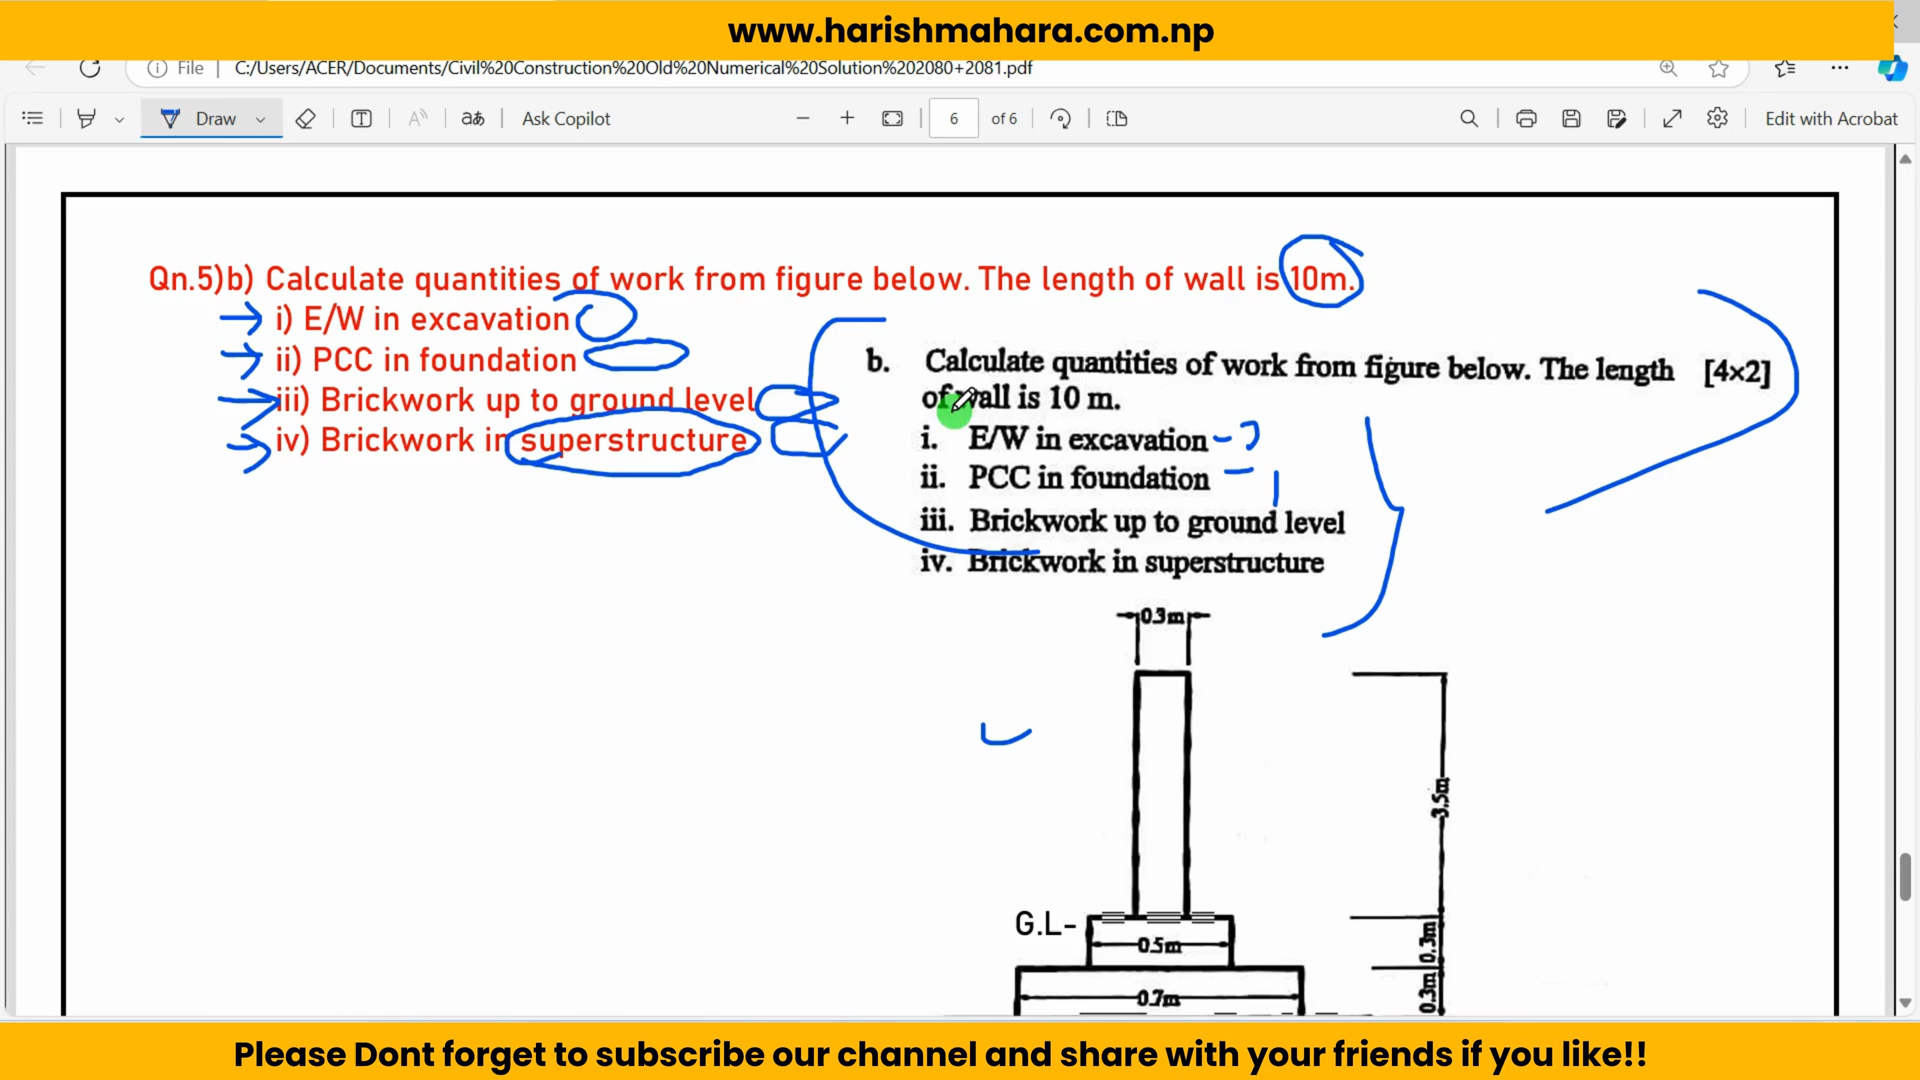 www.harishmahara.com.np
File
C:/Users/ACER/Documents/Civil%20Construction%20Old%20Numerical%20Solution%202080+2081.pdf
Draw
Ask Copilot
6
of 6
Edit with Acrobat
Qn.5)b) Calculate quantities of work from figure below. The length of wall is 10m.
i) E/W in excavation
ii) PCC in foundation
iii) Brickwork up to ground level
iv) Brickwork in superstructure
b. Calculate quantities of work from figure below. The length [4×2]
of wall is 10 m.
i. E/W in excavation
ii. PCC in foundation
iii. Brickwork up to ground level
iv. Brickwork in superstructure
0.3m
3.5m
G.L-
0.5m
0.3m
0.7m
0.3m
Please Dont forget to subscribe our channel and share with your friends if you like!!